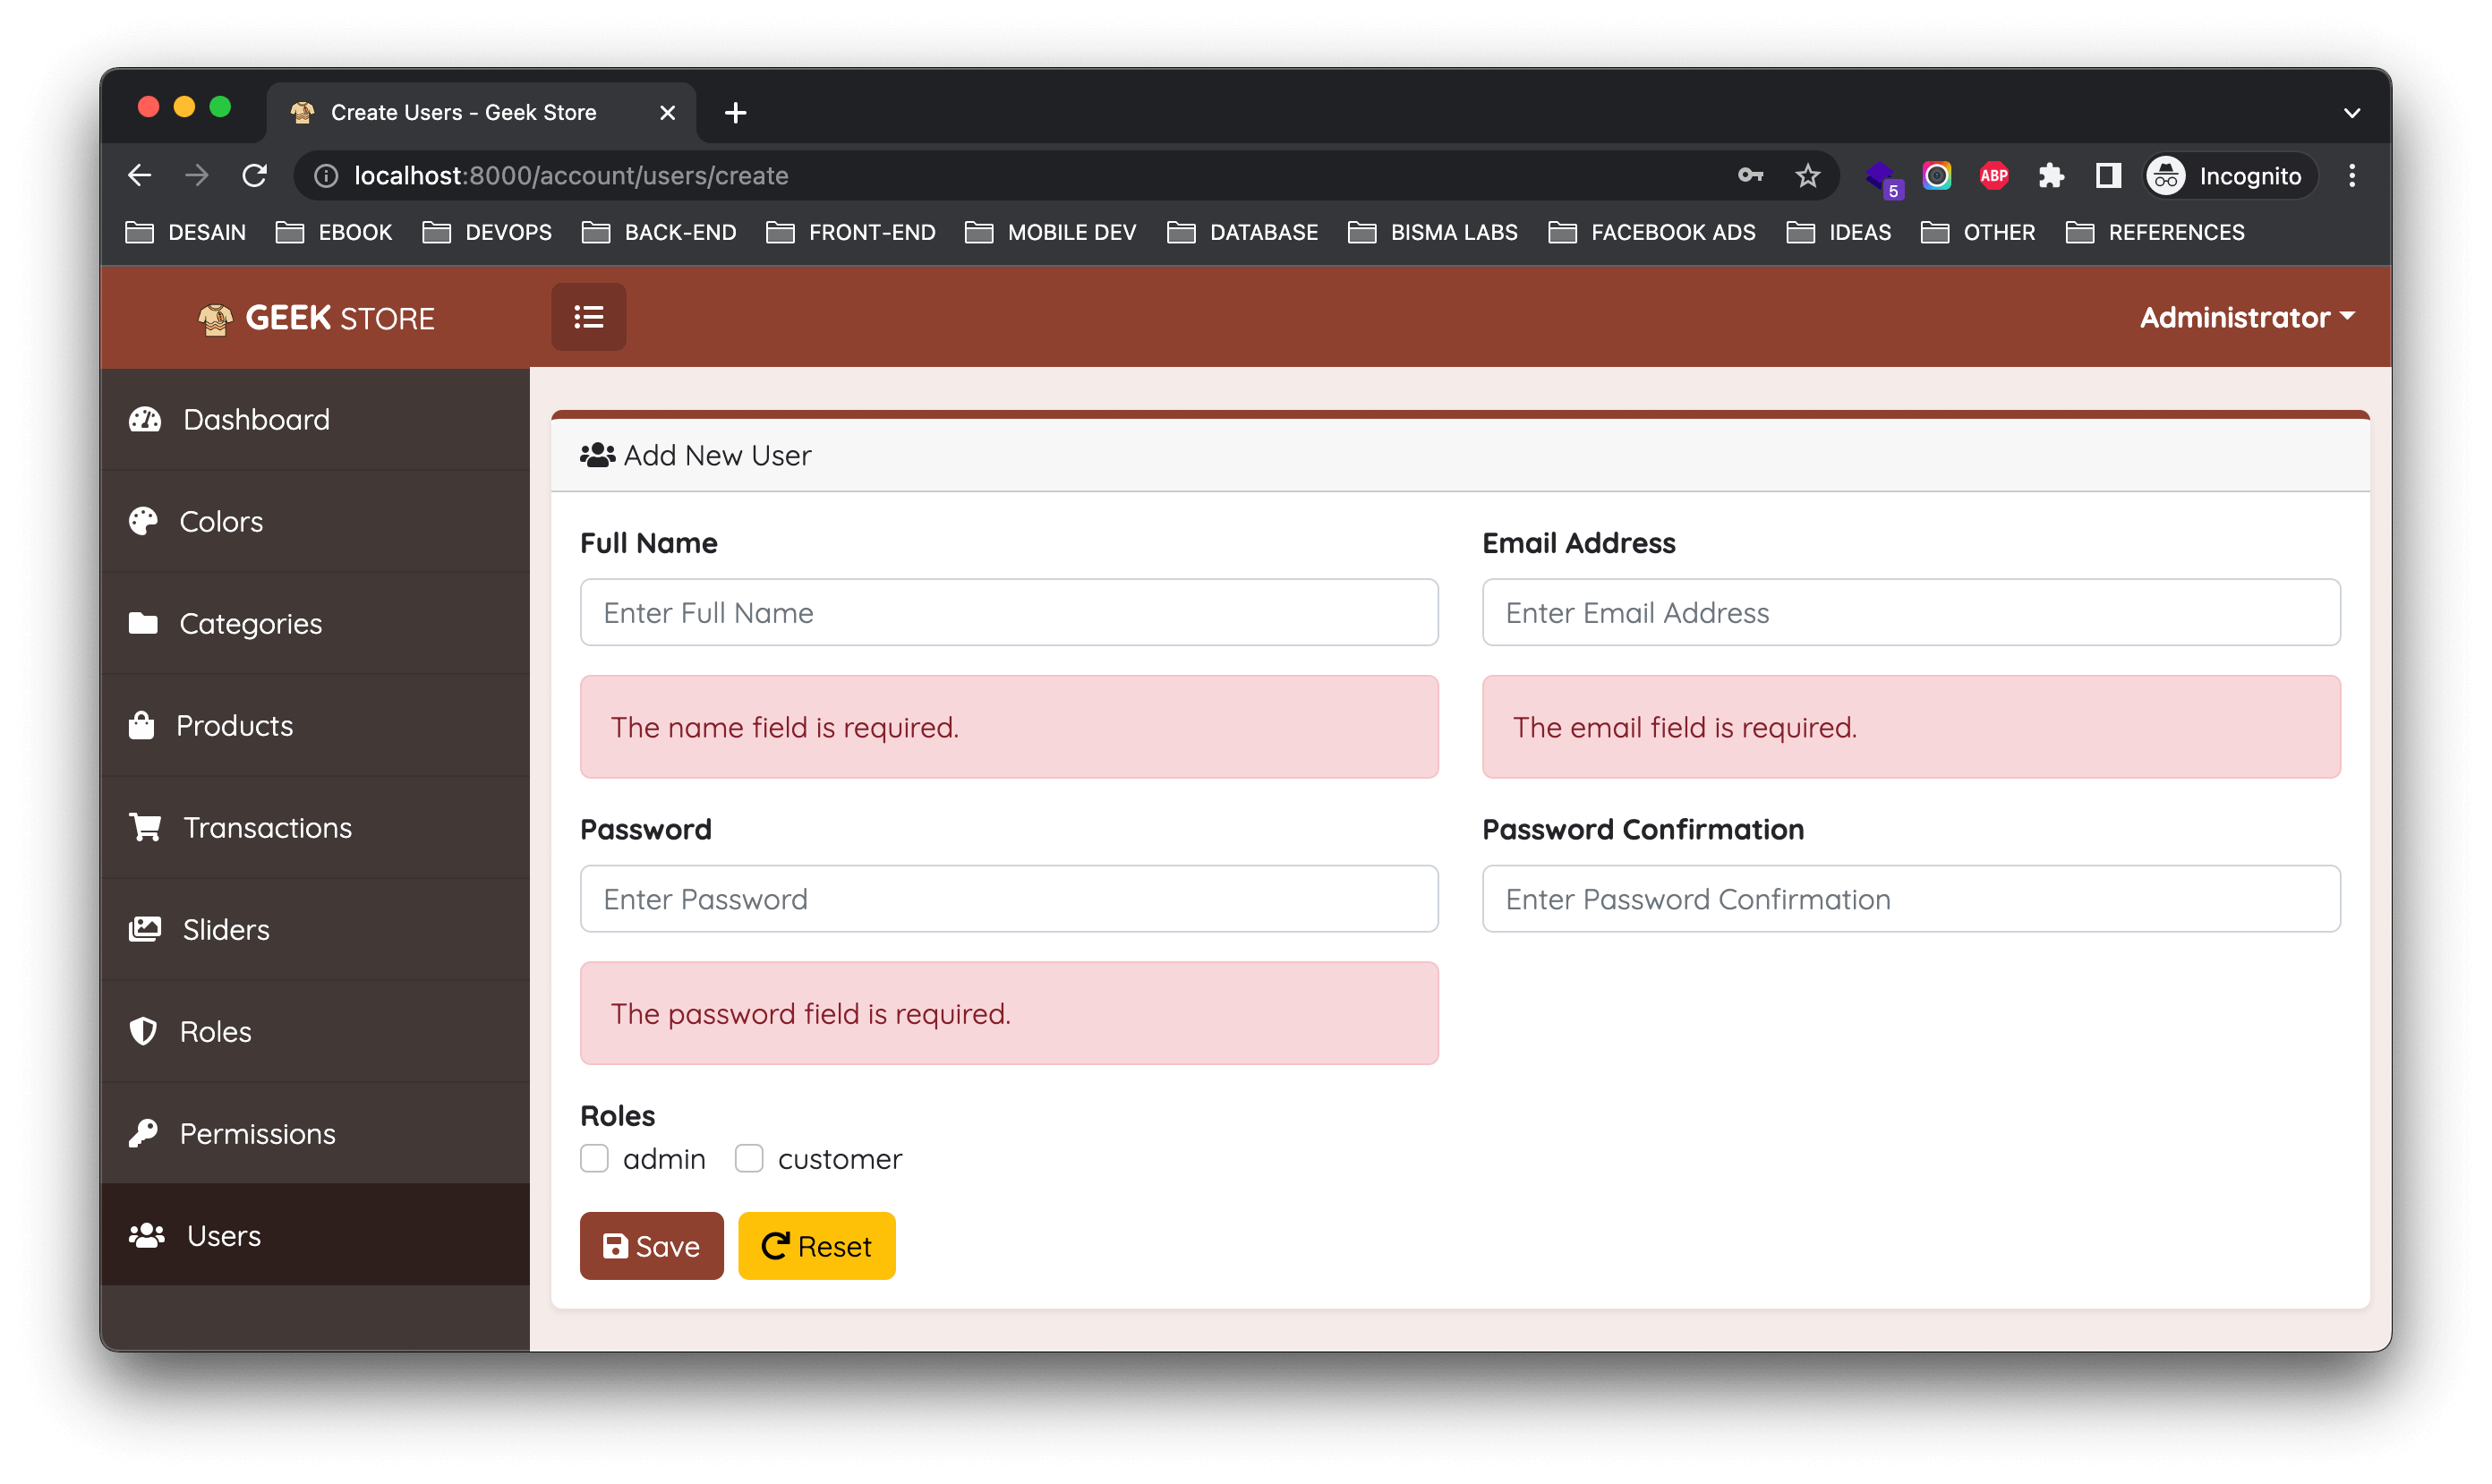 Create Users - Geek Store
localhost:8000/account/users/create
5
ABP
Incognito
DESAIN EBOOK DEVOPS BACK-END FRONT-END MOBILE DEV DATABASE BISMA LABS FACEBOOK ADS IDEAS OTHER REFERENCES
GEEK STORE
Administrator
Dashboard
Colors
Categories
Products
Transactions
Sliders
Roles
Permissions
Users
Add New User
Full Name
Enter Full Name
The name field is required.
Email Address
Enter Email Address
The email field is required.
Password
Enter Password
The password field is required.
Password Confirmation
Enter Password Confirmation
Roles
admin customer
Save Reset